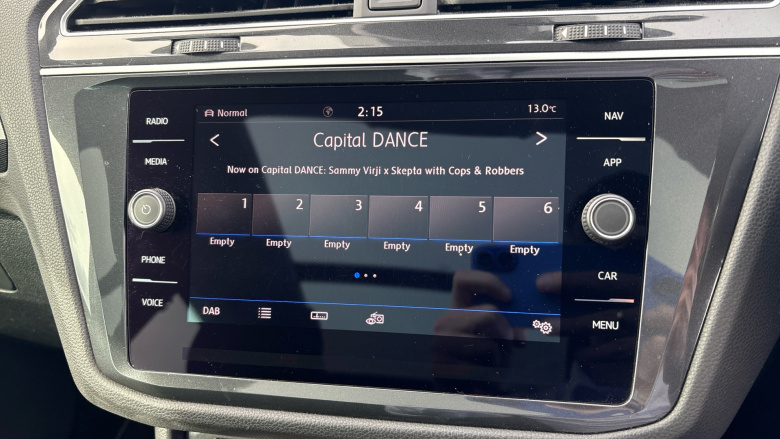 RADIO
MEDIA
PHONE
VOICE
Normal
2:15
13.0°C
< Capital DANCE >
Now on Capital DANCE: Sammy Virji x Skepta with Cops & Robbers
1 2 3 4 5 6
Empty Empty Empty Empty Empty Empty
DAB
NAV
APP
CAR
MENU